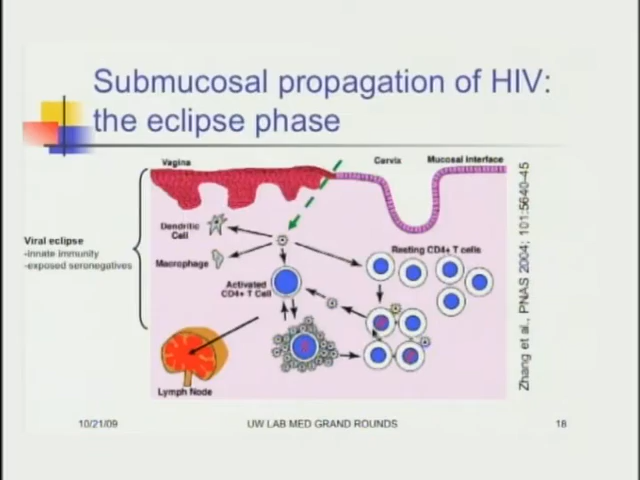 Submucosal propagation of HIV:
the eclipse phase
Vagina
Cervix
Mucosal Interface
Dendritic
Cell
Macrophage
Resting CD4+ T cells
Activated
CD4+ T Cell
Viral eclipse
-innate immunity
-exposed seronegatives
Lymph Node
Zhang et al., PNAS 2004; 101:5640-45
10/21/09
UW LAB MED GRAND ROUNDS
18